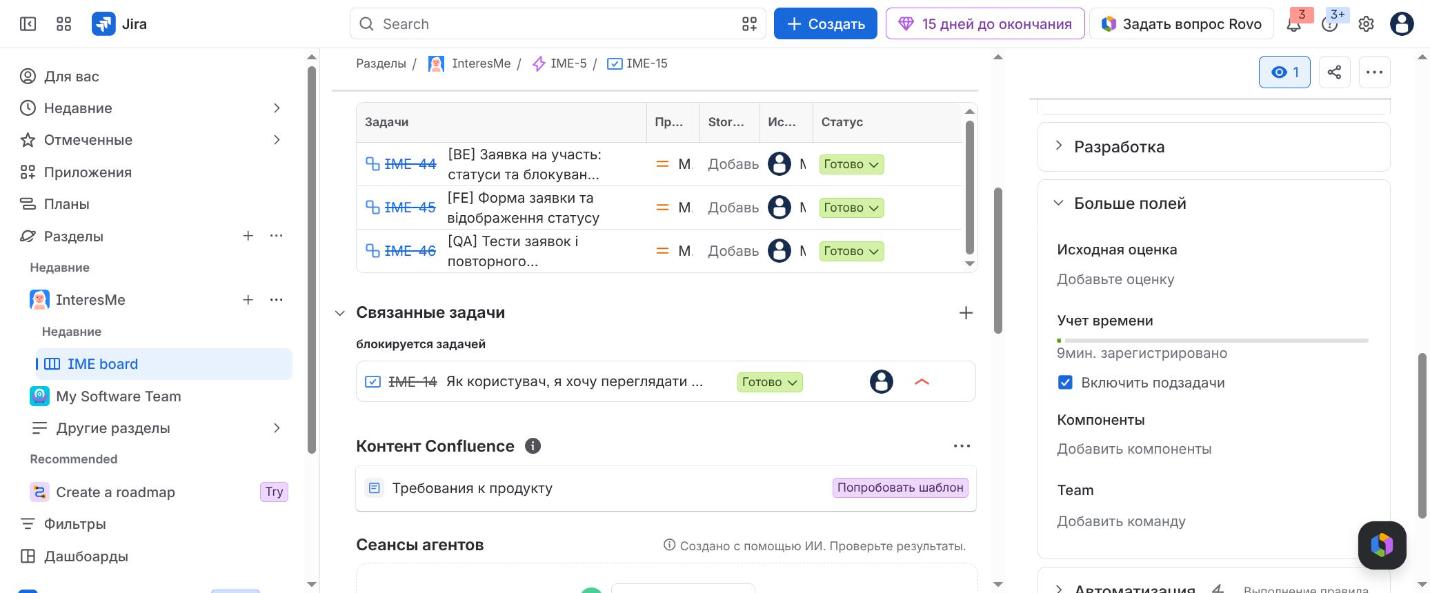 Jira
Search
Создать
15 дней до окончания
Задать вопрос Rovo
3
3+
Для вас
Недавние
Отмеченные
Приложения
Планы
Разделы
Недавние
InteresMe
Недавние
IME board
My Software Team
Другие разделы
Recommended
Create a roadmap
Try
Фильтры
Дашбоарды
Разделы / InteresMe / IME-5 / IME-15
Задачи Пр... Stor... Ис... Статус
IME-44 [BE] Заявка на участь:
статуси та блокуван...
М Добавь Готово
IME-45 [FE] Форма заявки та
відображення статусу
М Добавь Готово
IME-46 [QA] Тести заявок і
повторного...
М Добавь Готово
Связанные задачи
блокируется задачей
IME-14 Як користувач, я хочу переглядати ... Готово
Контент Confluence
Требования к продукту Попробовать шаблон
Сеансы агентов
Создано с помощью ИИ. Проверьте результаты.
1
Разработка
Больше полей
Исходная оценка
Добавьте оценку
Учет времени
9мин. зарегистрировано
Включить подзадачи
Компоненты
Добавить компоненты
Team
Добавить команду
Автоматизация Выполнение правила